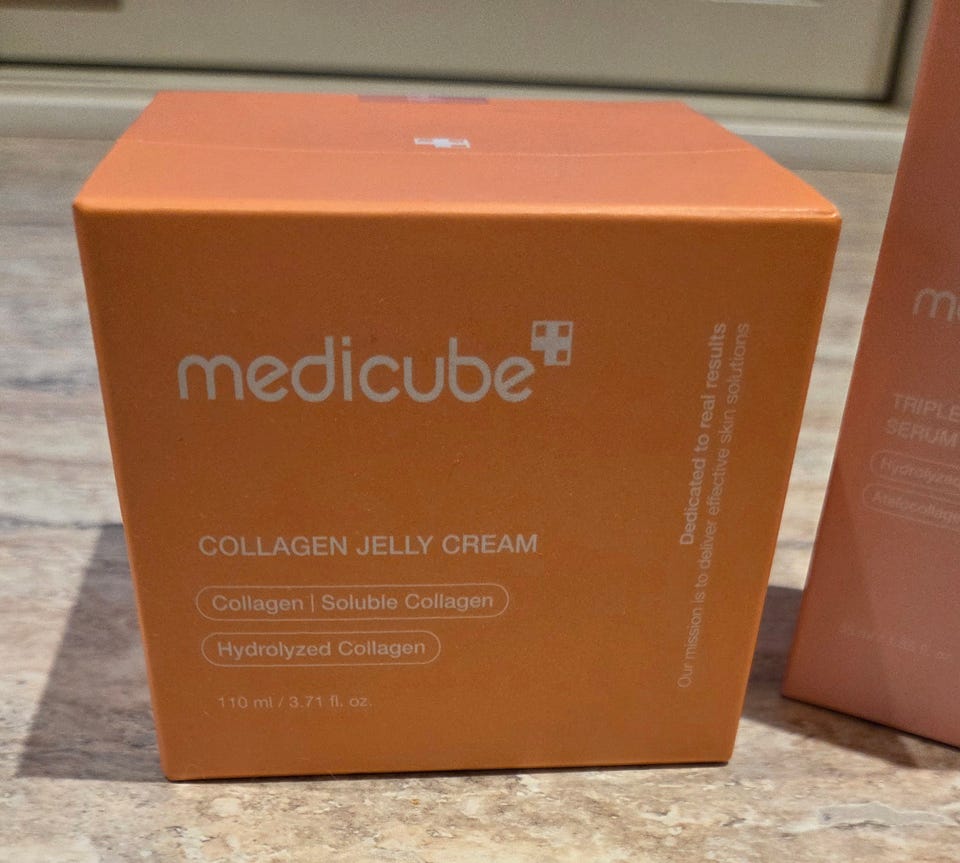 medicube
COLLAGEN JELLY CREAM
Collagen | Soluble Collagen
Hydrolyzed Collagen
110 ml / 3.71 fl. oz.
Dedicated to real results
Our mission is to deliver effective skin solutions
TRIPLE
SERUM